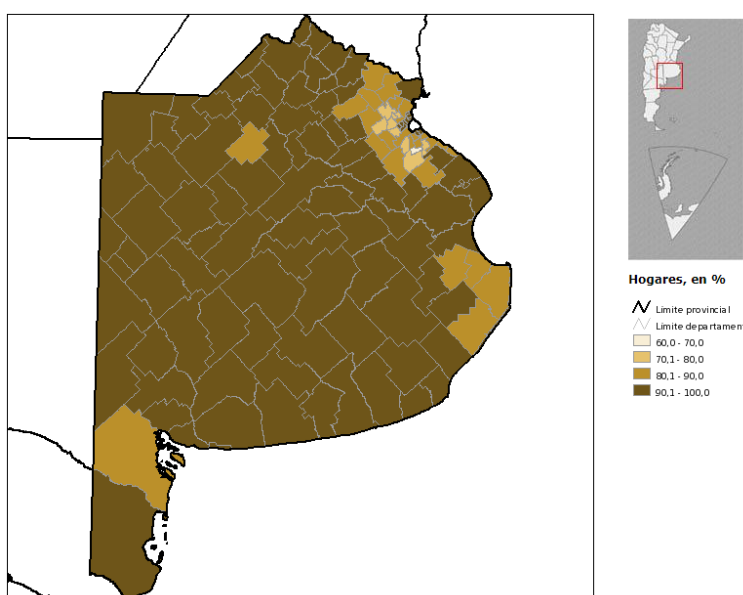 Hogares, en %
Límite provincial
Límite departament
60,0 - 70,0
70,1 - 80,0
80,1 - 90,0
90,1 - 100,0